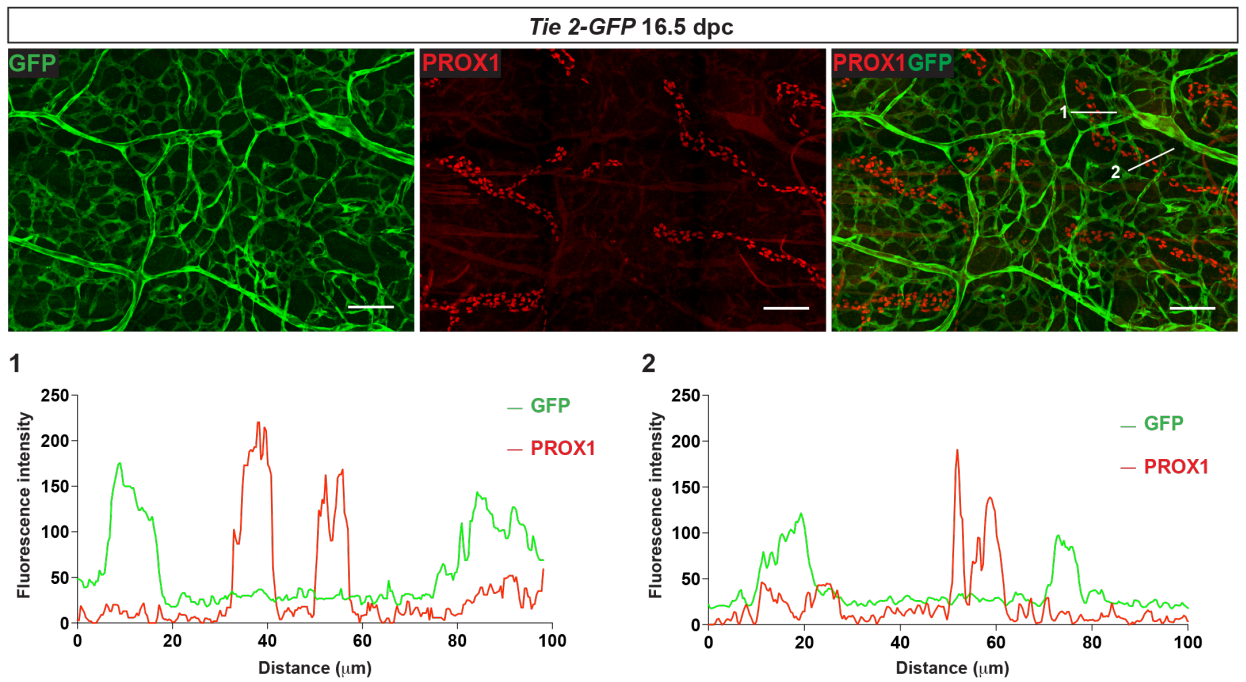 Tie 2-GFP 16.5 dpc
GFP
PROX1
PROX1GFP
1
2
1
2
250
200
150
100
50
0
0
20
40
60
80
100
Fluorescence intensity
Distance (μm)
GFP
PROX1
250
200
150
100
50
0
0
20
40
60
80
100
Fluorescence intensity
Distance (μm)
GFP
PROX1